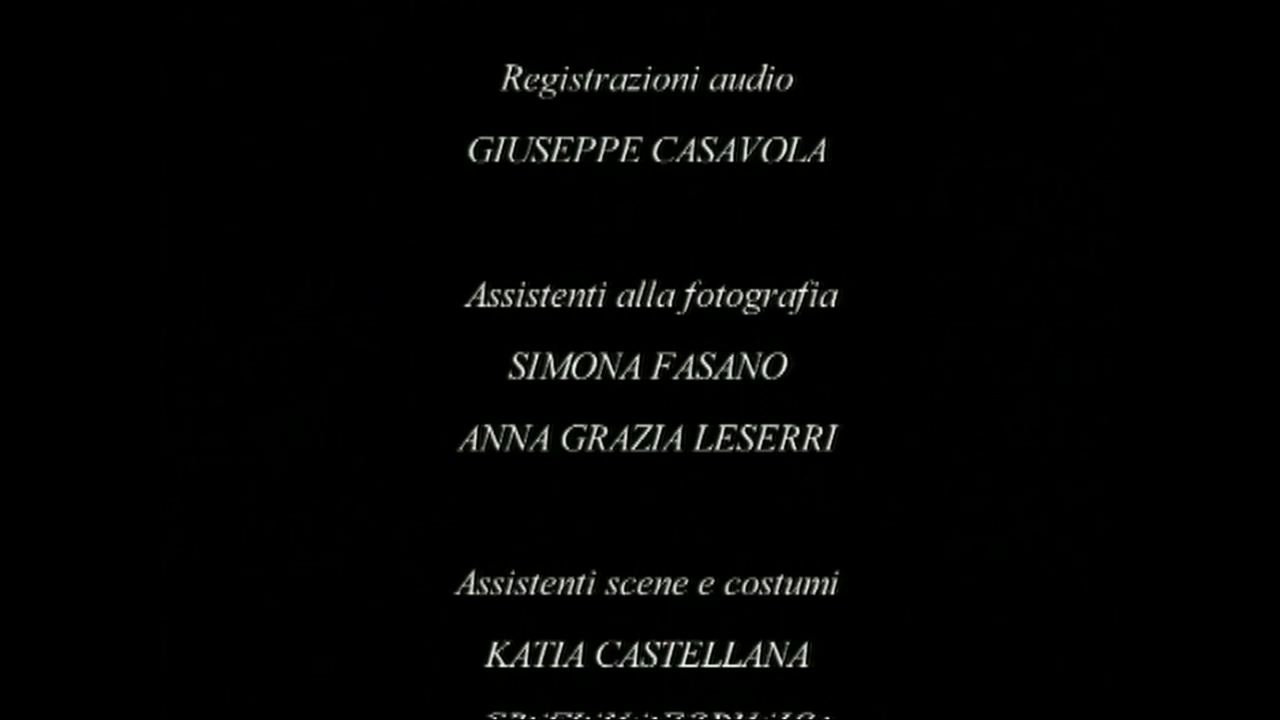 Registrazioni audio
GIUSEPPE CASAVOLA
Assistenti alla fotografia
SIMONA FASANO
ANNA GRAZIA LESERRI
Assistenti scene e costumi
KATIA CASTELLANA